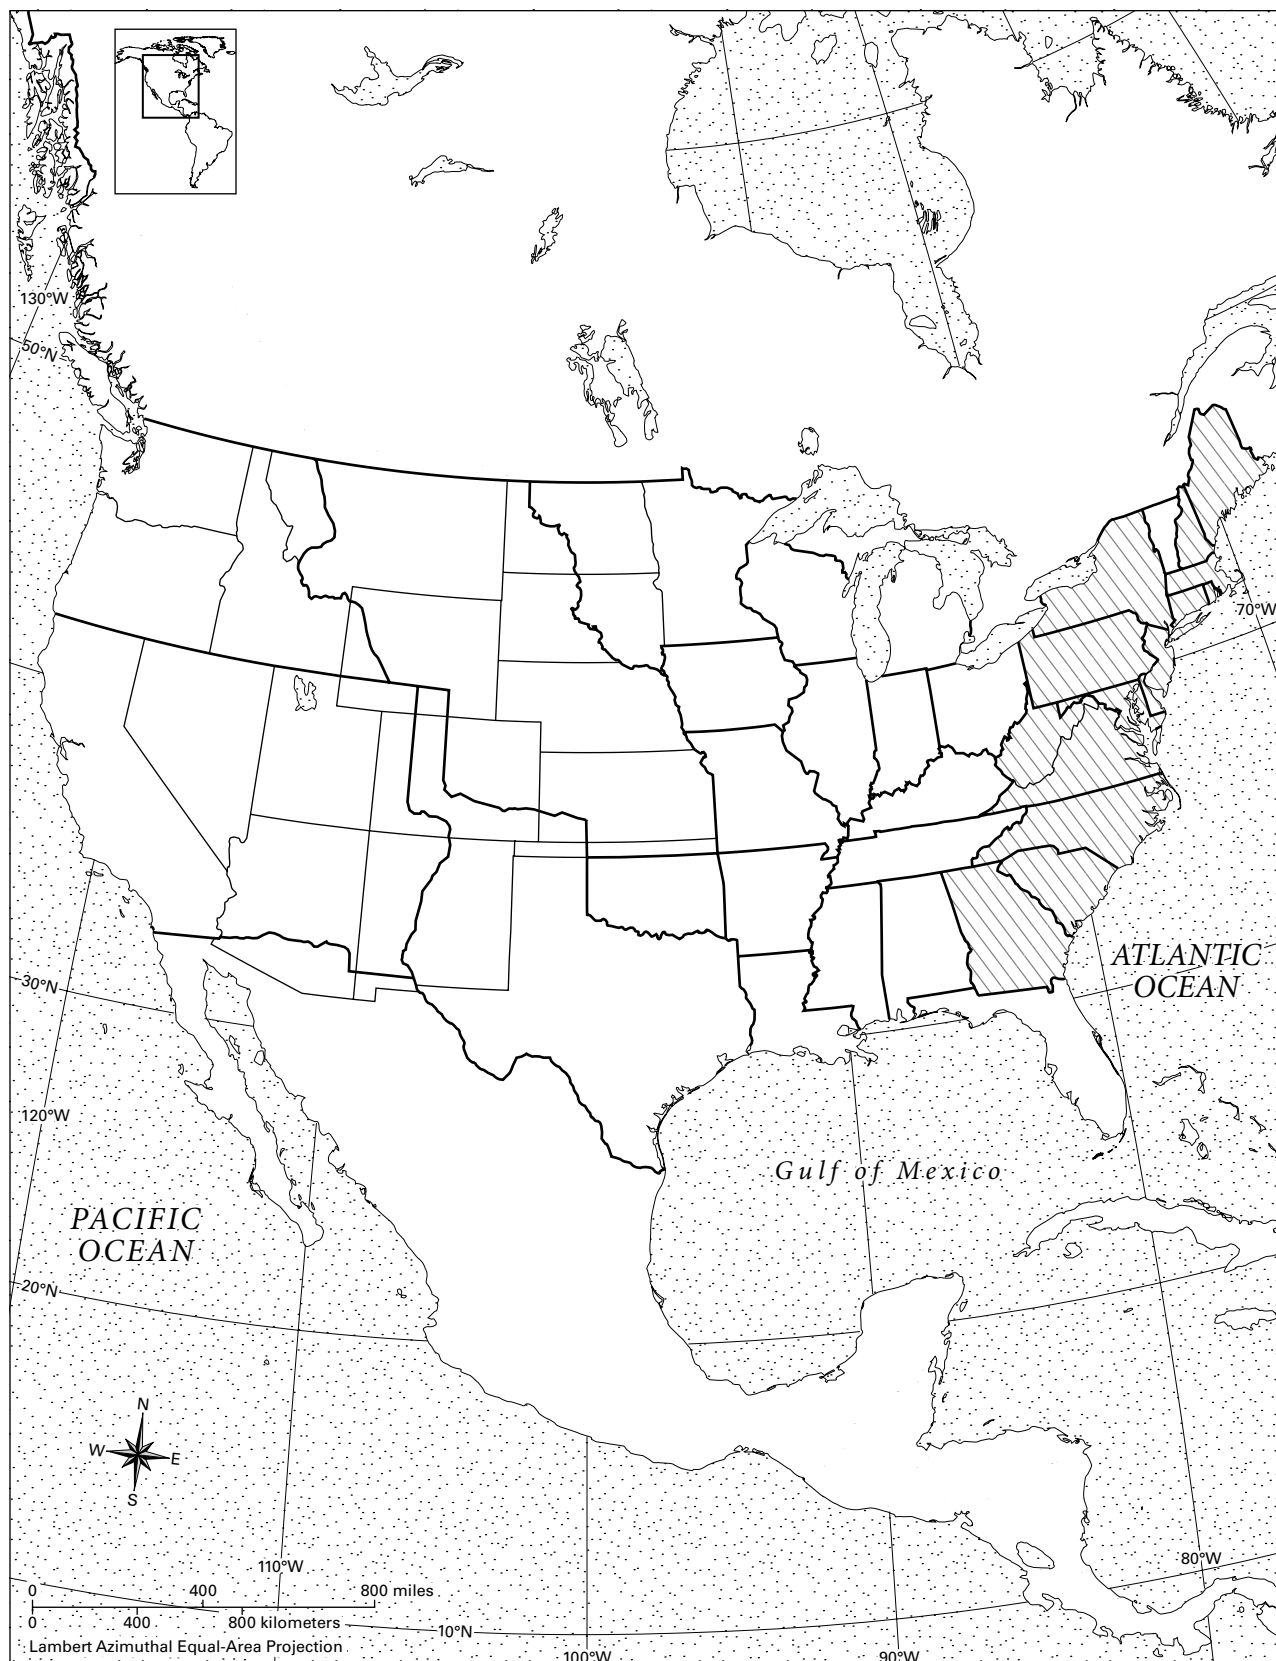 130°W
50°N
70°W
ATLANTIC
OCEAN
30°N
120°W
Gulf of Mexico
PACIFIC
OCEAN
20°N
N
W
E
S
110°W
80°W
0 400 800 miles
0 400 800 kilometers
10°N
Lambert Azimuthal Equal-Area Projection
100°W
90°W